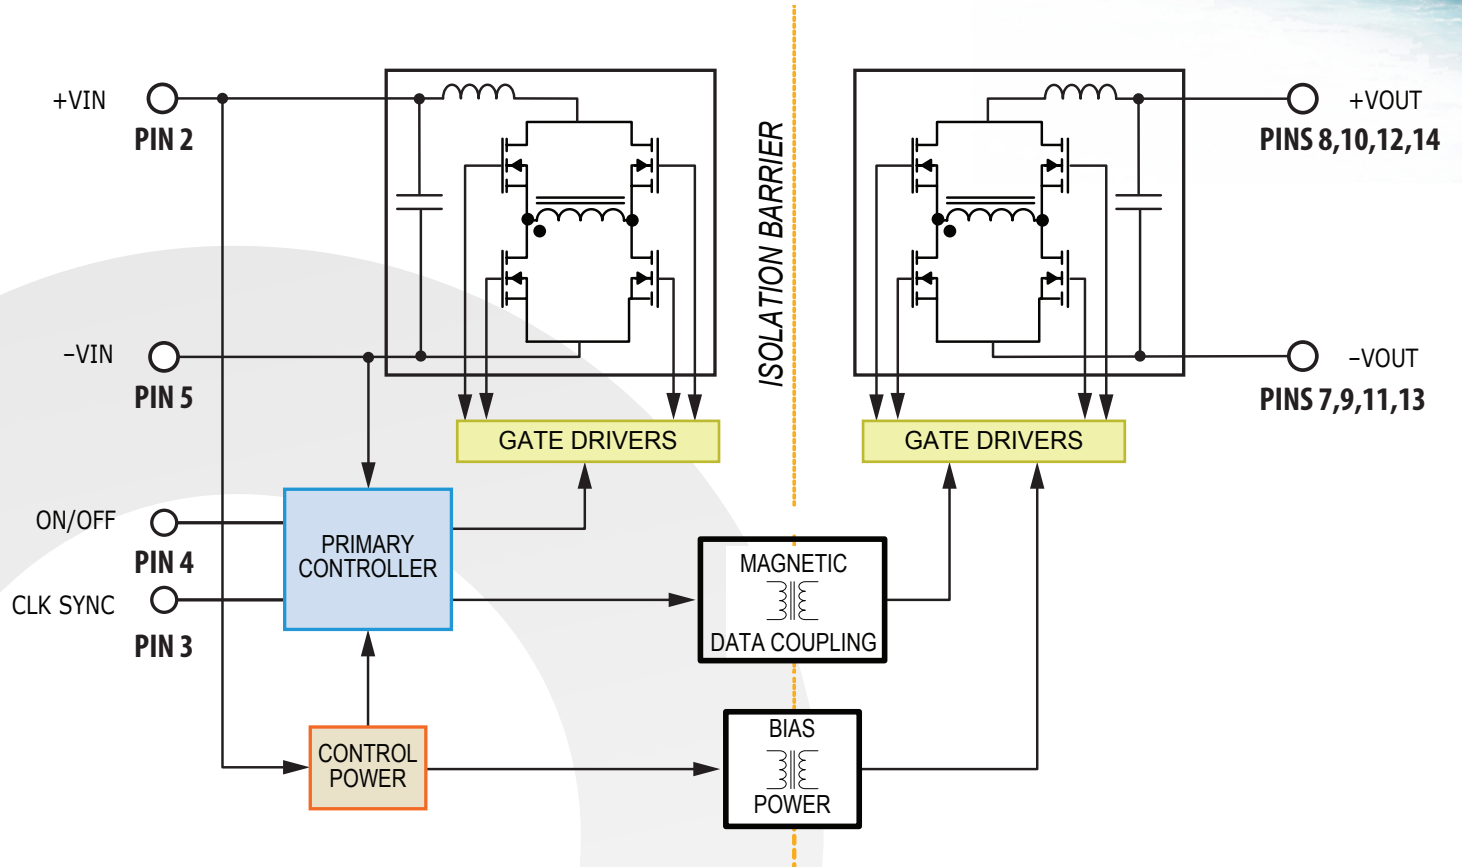 +VIN
PIN 2
–VIN
PIN 5
ON/OFF
PIN 4
CLK SYNC
PIN 3
GATE DRIVERS
PRIMARY
CONTROLLER
CONTROL
POWER
ISOLATION BARRIER
MAGNETIC
DATA COUPLING
BIAS
POWER
GATE DRIVERS
+VOUT
PINS 8,10,12,14
–VOUT
PINS 7,9,11,13